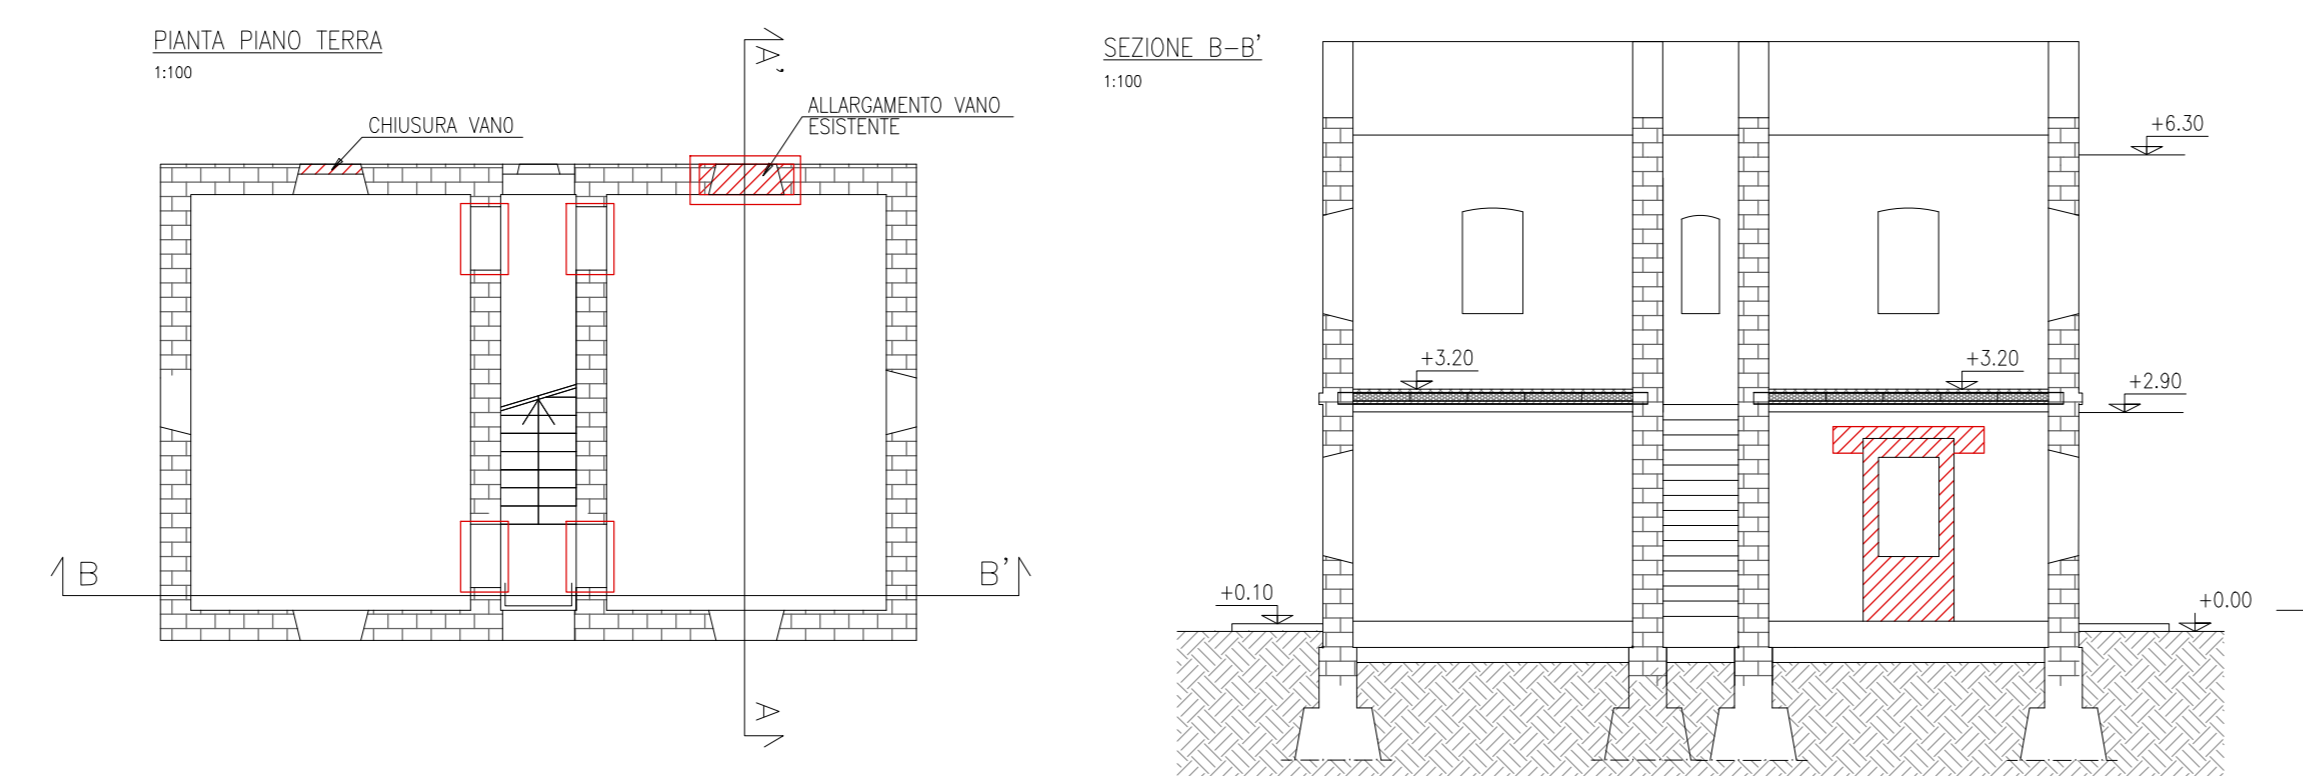 PIANTA PIANO TERRA
1:100
A'
CHIUSURA VANO
ALLARGAMENTO VANO
ESISTENTE
B
B'
A
SEZIONE B-B'
1:100
+6.30
+3.20
+3.20
+2.90
+0.10
+0.00